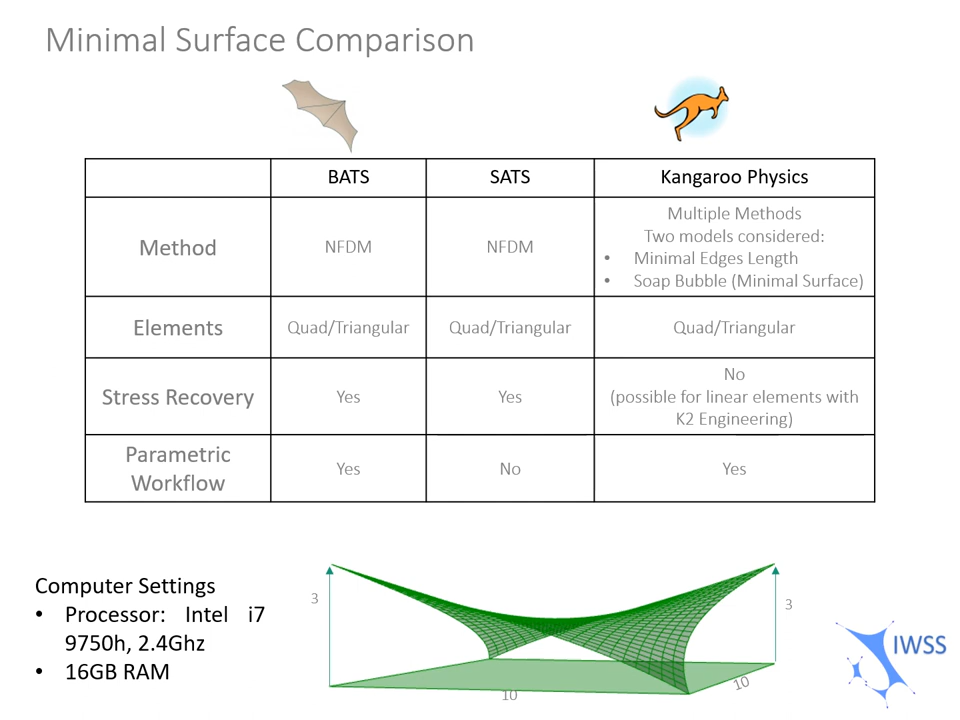 Minimal Surface Comparison
BATS SATS Kangaroo Physics
Method NFDM NFDM Multiple Methods
Two models considered:
• Minimal Edges Length
• Soap Bubble (Minimal Surface)
Elements Quad/Triangular Quad/Triangular Quad/Triangular
Stress Recovery Yes Yes No
(possible for linear elements with
K2 Engineering)
Parametric
Workflow Yes No Yes
Computer Settings
• Processor: Intel i7
9750h, 2.4Ghz
• 16GB RAM
3
3
10
10
IWSS